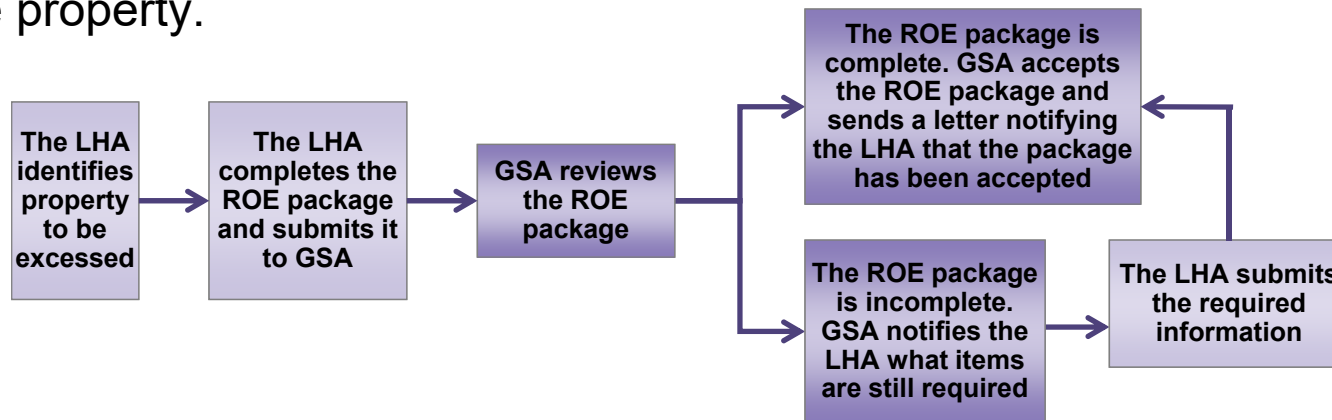 property.
The LHA
identifies
property
to be
excessed
The LHA
completes the
ROE package
and submits it
to GSA
GSA reviews
the ROE
package
The ROE package is
complete. GSA accepts
the ROE package and
sends a letter notifying
the LHA that the package
has been accepted
The ROE package
is incomplete.
GSA notifies the
LHA what items
are still required
The LHA submits
the required
information